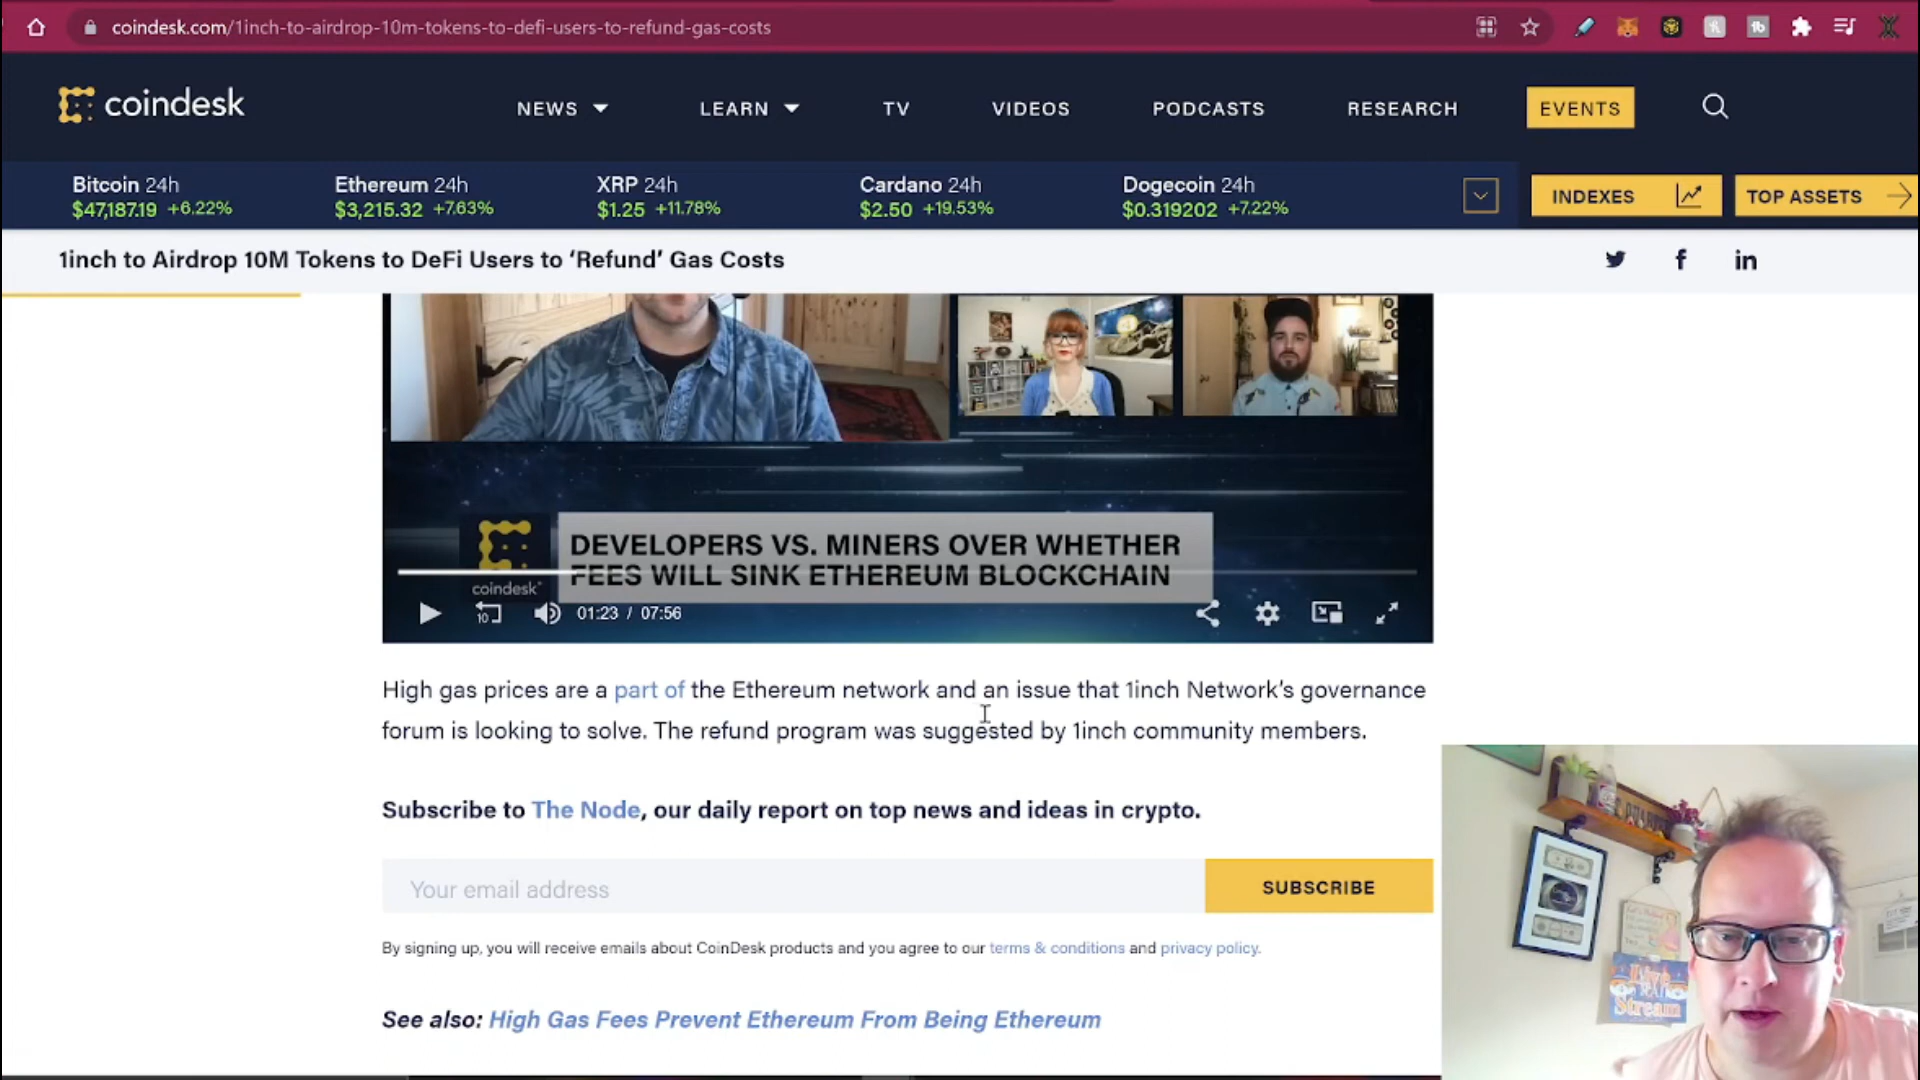 coindesk.com/1inch-to-airdrop-10m-tokens-to-defi-users-to-refund-gas-costs
coindesk
NEWS
LEARN
TV
VIDEOS
PODCASTS
RESEARCH
EVENTS
Bitcoin 24h
$47,187.19 +6.22%
Ethereum 24h
$3,215.32 +7.63%
XRP 24h
$1.25 +11.78%
Cardano 24h
$2.50 +19.53%
Dogecoin 24h
$0.319202 +7.22%
INDEXES
TOP ASSETS
1inch to Airdrop 10M Tokens to DeFi Users to ‘Refund’ Gas Costs
DEVELOPERS VS. MINERS OVER WHETHER
FEES WILL SINK ETHEREUM BLOCKCHAIN
coindesk
10
01:23 / 07:56
High gas prices are a part of the Ethereum network and an issue that 1inch Network’s governance
forum is looking to solve. The refund program was suggested by 1inch community members.
Subscribe to The Node, our daily report on top news and ideas in crypto.
Your email address
SUBSCRIBE
By signing up, you will receive emails about CoinDesk products and you agree to our terms & conditions and privacy policy.
See also: High Gas Fees Prevent Ethereum From Being Ethereum
Live
Stream